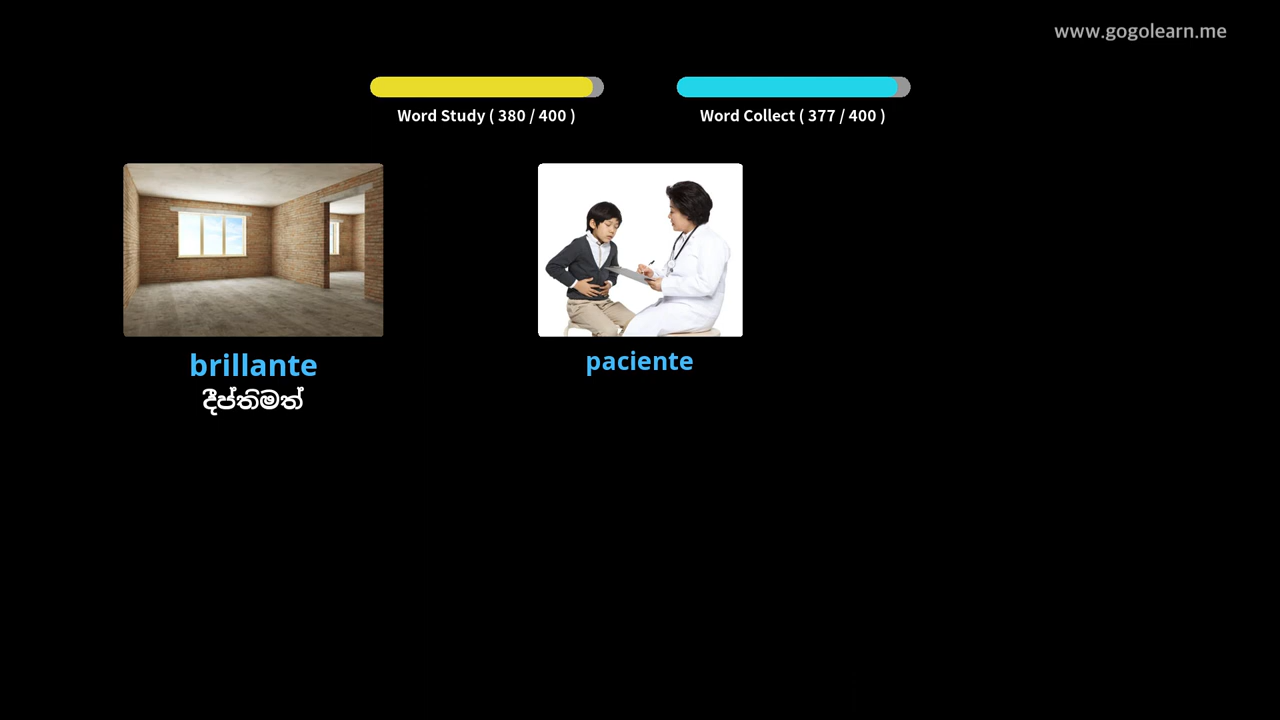 www.gogolearn.me
Word Study ( 380 / 400 )
Word Collect ( 377 / 400 )
brillante
දීප්තිමත්
paciente